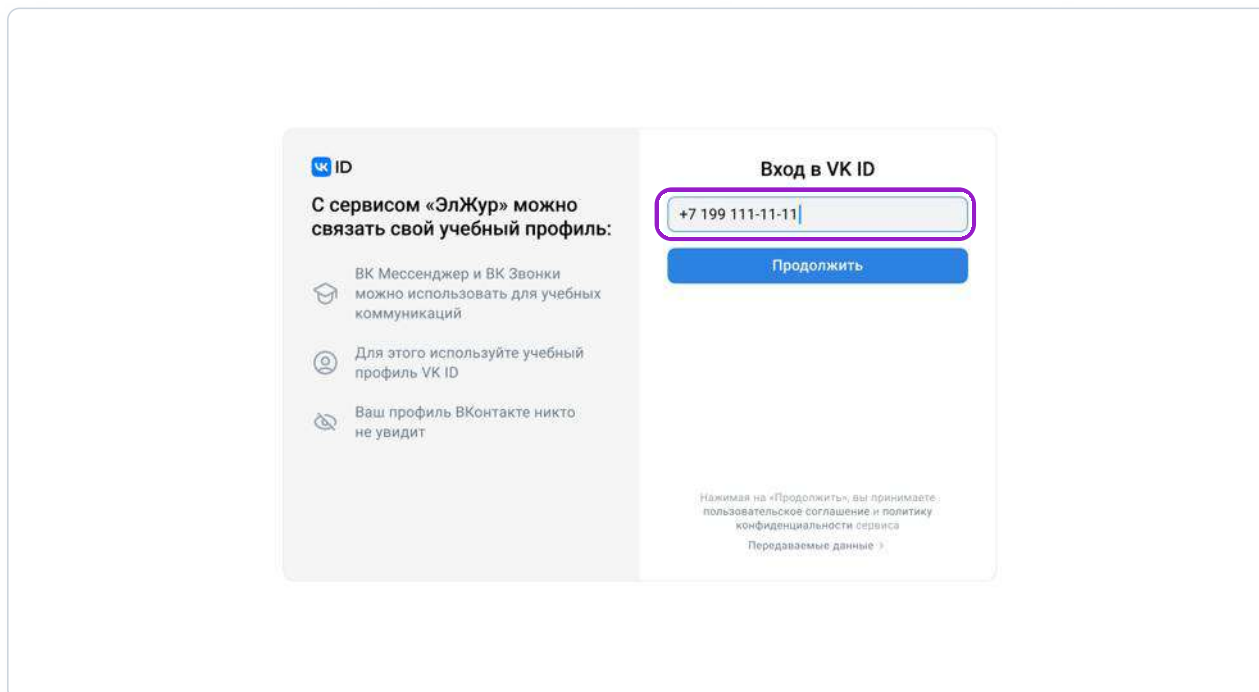 VK ID
С сервисом «ЭлЖур» можно
связать свой учебный профиль:
ВК Мессенджер и ВК Звонки
можно использовать для учебных
коммуникаций
Для этого используйте учебный
профиль VK ID
Ваш профиль ВКонтакте никто
не увидит
Вход в VK ID
+7 199 111-11-11
Продолжить
Нажимая на «Продолжить», вы принимаете
пользовательское соглашение и политику
конфиденциальности сервиса
Передаваемые данные >